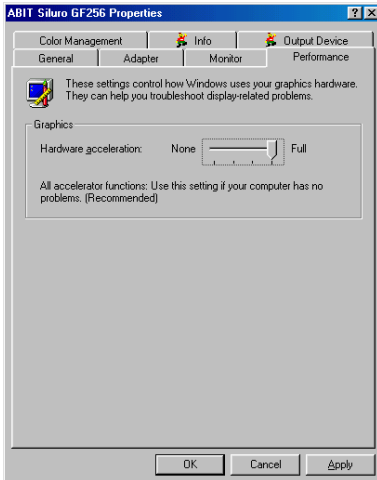 ABIT Siluro GF256 Properties
Color Management Info Output Device
General Adapter Monitor Performance
These settings control how Windows uses your graphics hardware.
They can help you troubleshoot display-related problems.
Graphics
Hardware acceleration: None Full
All accelerator functions: Use this setting if your computer has no
problems. (Recommended)
OK Cancel Apply